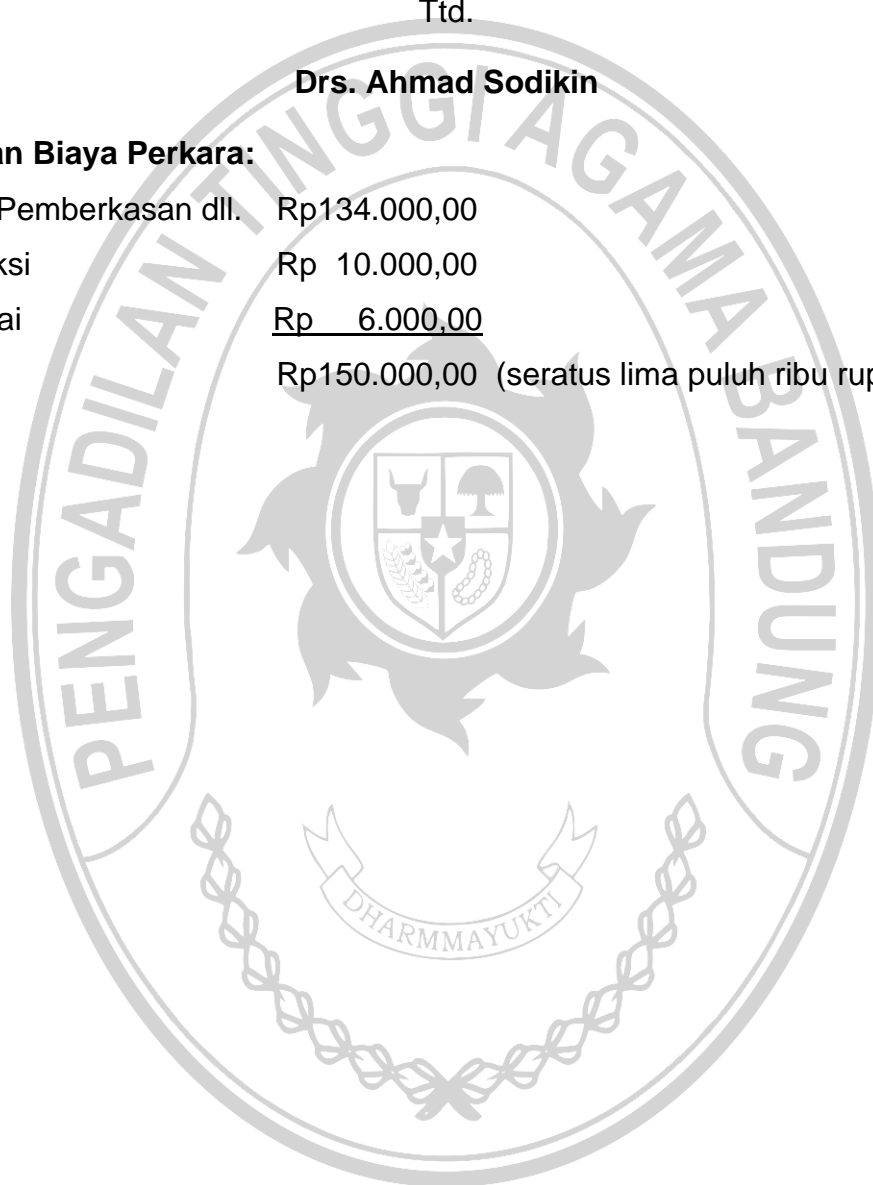 Ttd.
Drs. Ahmad Sodikin
an Biaya Perkara:
Pemberkasan dll. Rp134.000,00
ksi Rp 10.000,00
ai Rp 6.000,00
Rp150.000,00 (seratus lima puluh ribu rup
PENGADILAN TINGGI AGAMA BANDUNG
DHARMMAYUKTI